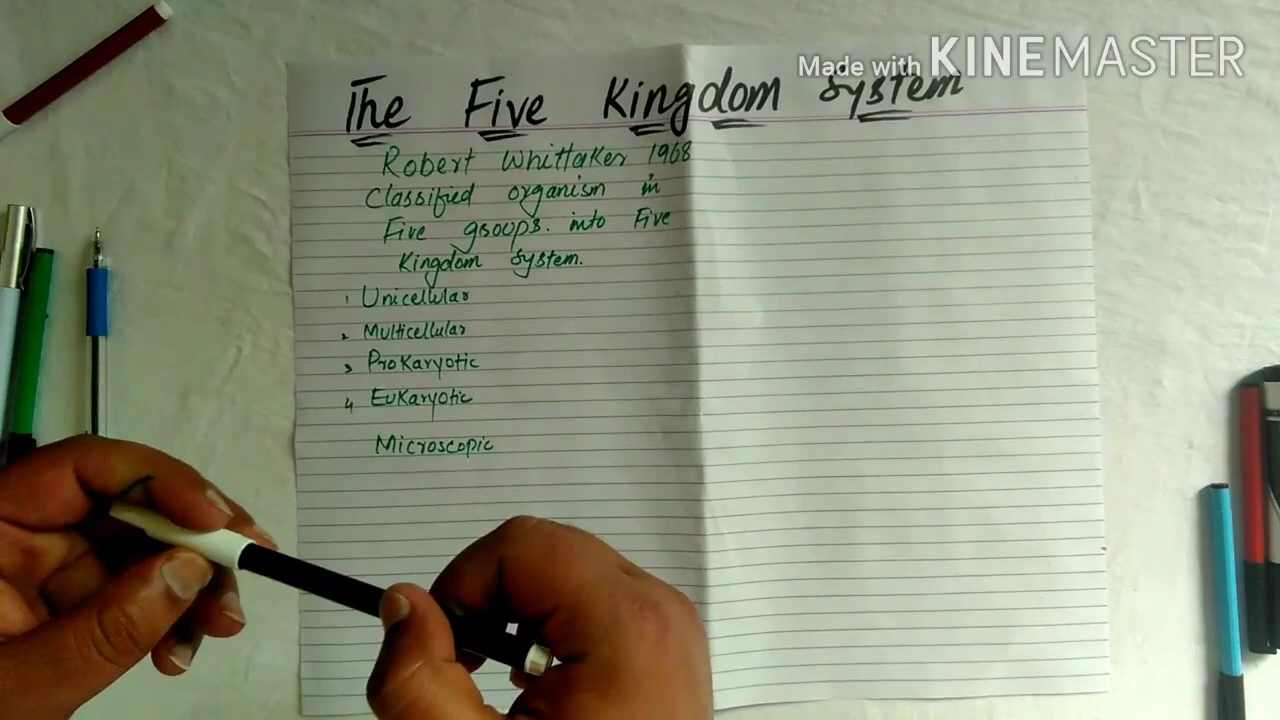 Made with KINEMASTER
The Five Kingdom System
Robert Whittaker 1968
Classified organism in
Five groups. into Five
Kingdom System.
1 Unicellular
2 Multicellular
3 Prokaryotic
4 Eukaryotic
Microscopic